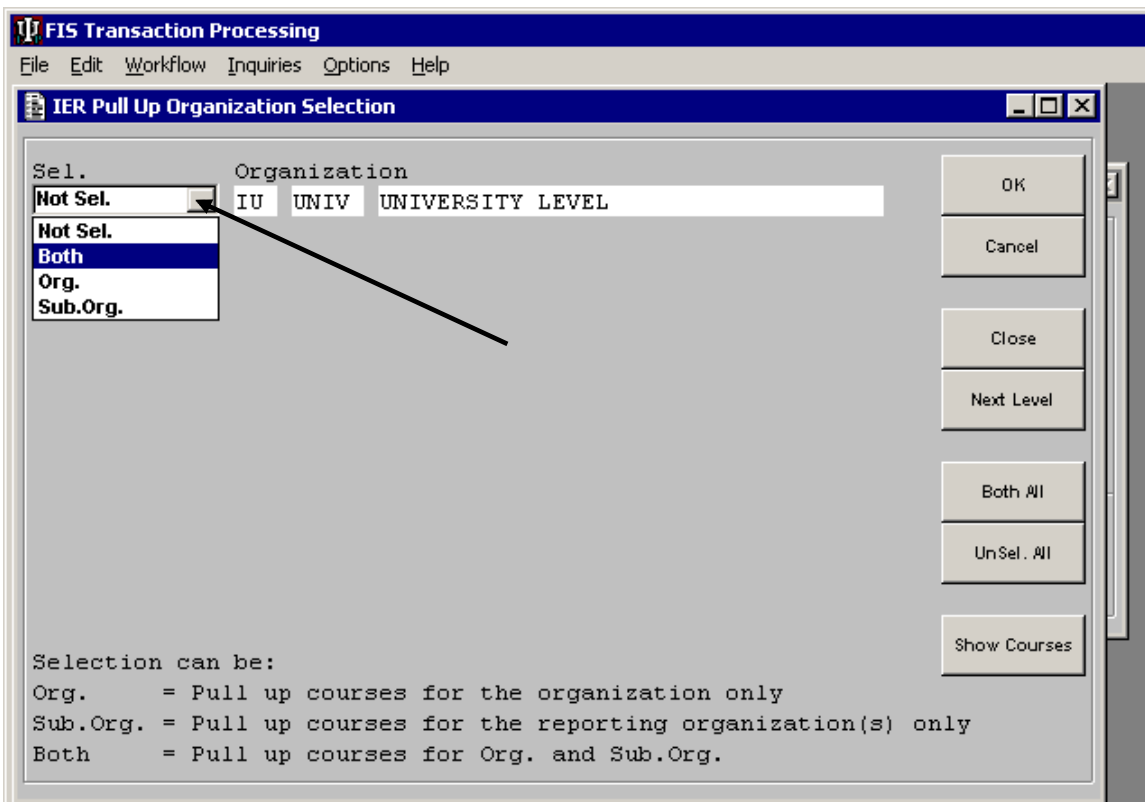 FIS Transaction Processing
File Edit Workflow Inquiries Options Help
IER Pull Up Organization Selection
Sel. Organization
Not Sel. IU UNIV UNIVERSITY LEVEL
Not Sel.
Both
Org.
Sub.Org.
OK
Cancel
Close
Next Level
Both All
UnSel. All
Show Courses
Selection can be:
Org. = Pull up courses for the organization only
Sub.Org. = Pull up courses for the reporting organization(s) only
Both = Pull up courses for Org. and Sub.Org.